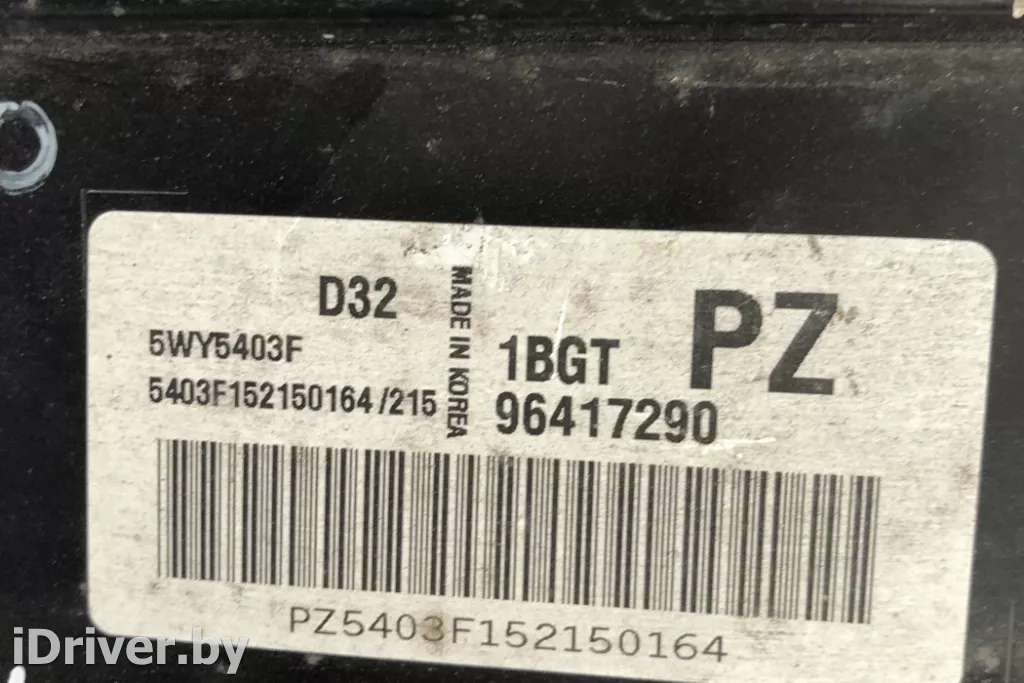 D32
5WY5403F
5403F152150164/215
MADE IN KOREA
1BGT
PZ
96417290
PZ5403F152150164
iDriver.by